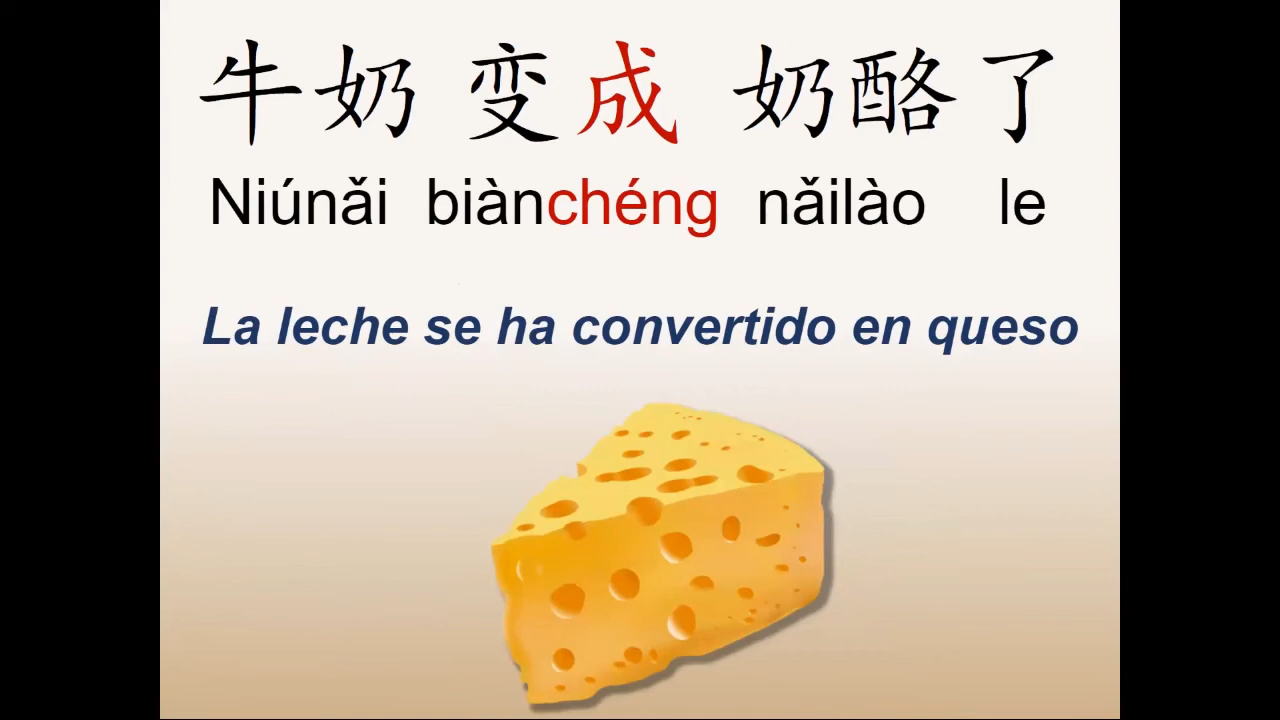 牛奶 变成 奶酪了
Niúnǎi biànchéng nǎilào le
La leche se ha convertido en queso